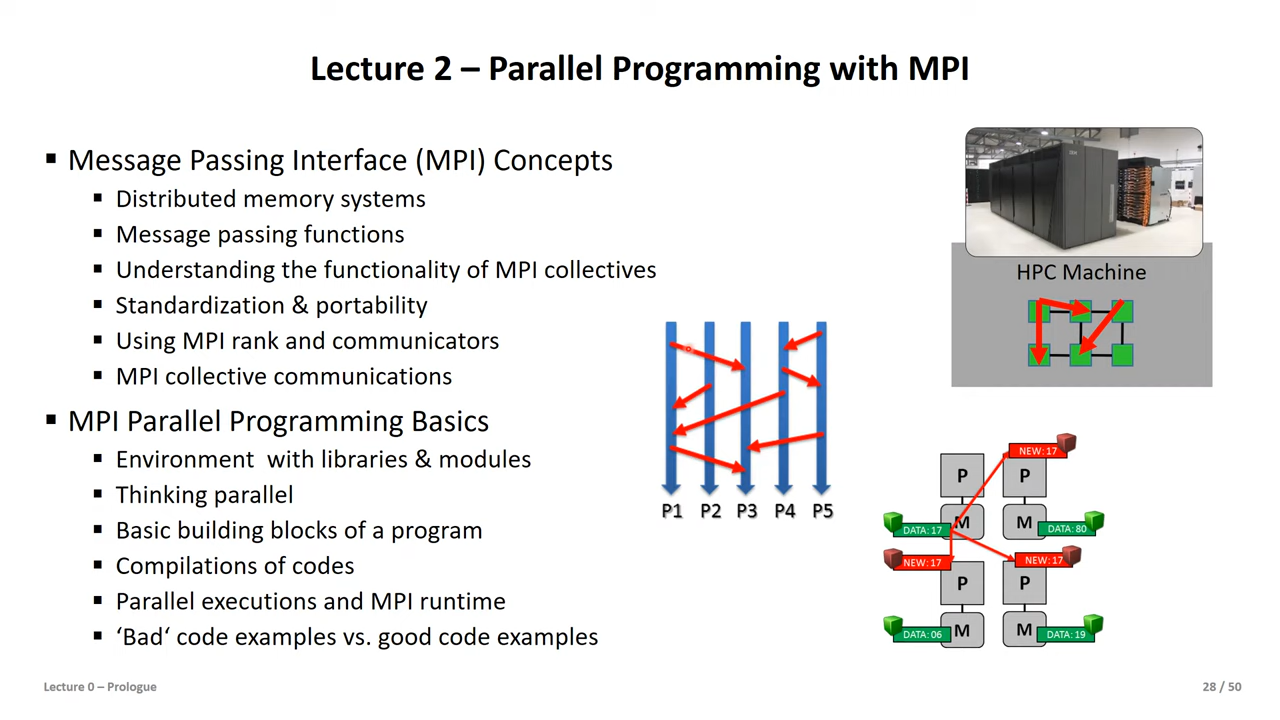 Lecture 2 – Parallel Programming with MPI
Message Passing Interface (MPI) Concepts
Distributed memory systems
Message passing functions
Understanding the functionality of MPI collectives
Standardization & portability
Using MPI rank and communicators
MPI collective communications
MPI Parallel Programming Basics
Environment with libraries & modules
Thinking parallel
Basic building blocks of a program
Compilations of codes
Parallel executions and MPI runtime
‘Bad‘ code examples vs. good code examples
P1 P2 P3 P4 P5
HPC Machine
NEW: 17
P P
M M
DATA: 17 DATA: 80
NEW: 17 NEW: 17
P P
M M
DATA: 06 DATA: 19
Lecture 0 – Prologue
28 / 50